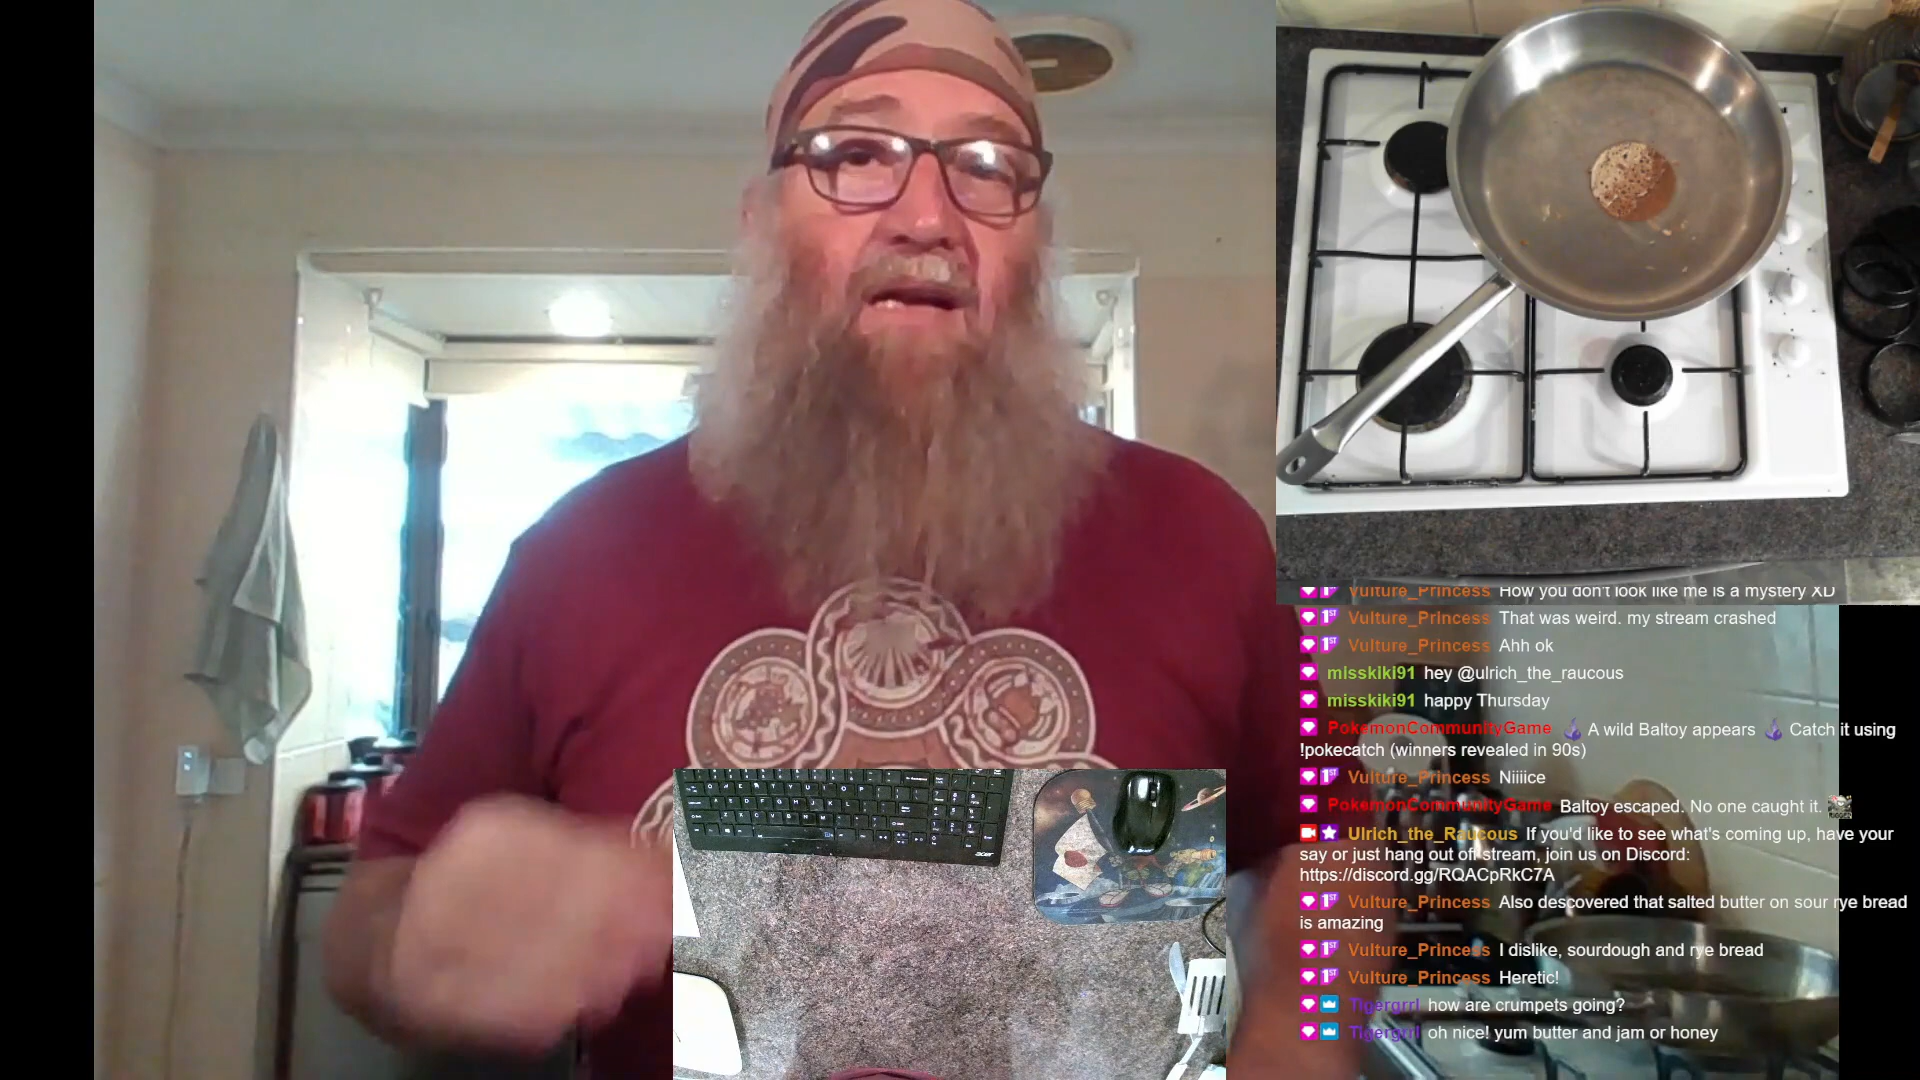 Vulture_Princess How you don't look like me is a mystery XD
Vulture_Princess That was weird. my stream crashed
Vulture_Princess Ahh ok
misskiki91 hey @ulrich_the_raucous
misskiki91 happy Thursday
PokemonCommunityGame A wild Baltoy appears Catch it using
!pokecatch (winners revealed in 90s)
Vulture_Princess Niiiice
PokemonCommunityGame Baltoy escaped. No one caught it.
Ulrich_the_Raucous If you'd like to see what's coming up, have your
say or just hang out off stream, join us on Discord:
https://discord.gg/RQACpRkC7A
Vulture_Princess Also descovered that salted butter on sour rye bread
is amazing
Vulture_Princess I dislike, sourdough and rye bread
Vulture_Princess Heretic!
Tigergrrl how are crumpets going?
Tigergrrl oh nice! yum butter and jam or honey
acer